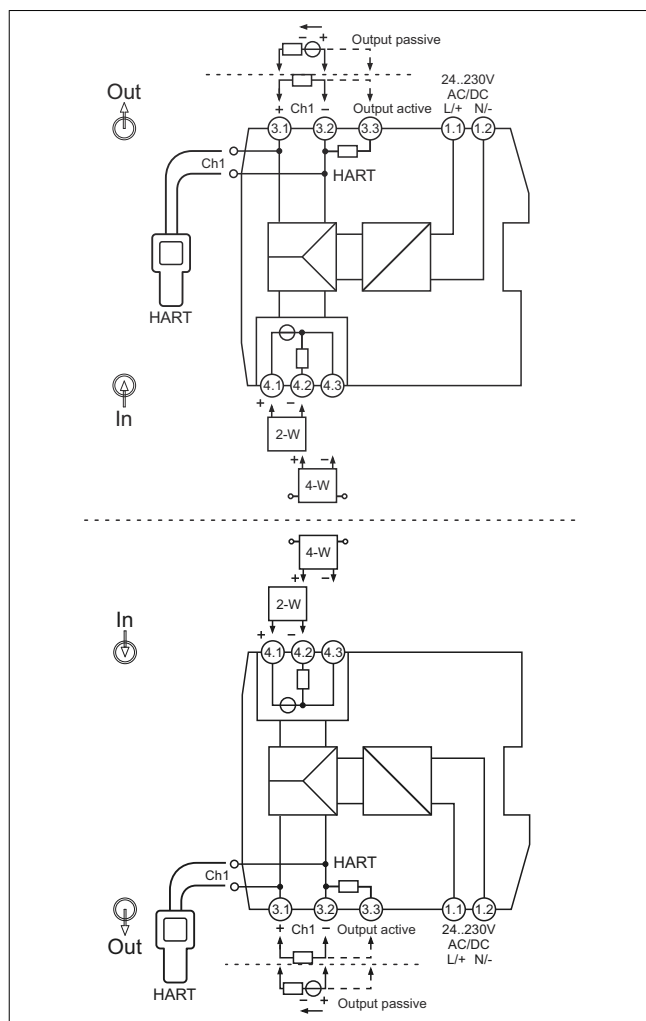 ← 
− + Output passive
24..230V
AC/DC
Out + Ch1 − Output active L/+ N/-
3.1 3.2 3.3 1.1 1.2
Ch1
HART
HART
4.1 4.2 4.3
+ −
In
2-W
+ −
4-W
4-W
+ −
2-W
In
+ −
4.1 4.2 4.3
HART
Ch1
3.1 3.2 3.3 1.1 1.2
+ Ch1 − Output active 24..230V
AC/DC
Out
L/+ N/-
HART
− + Output passive